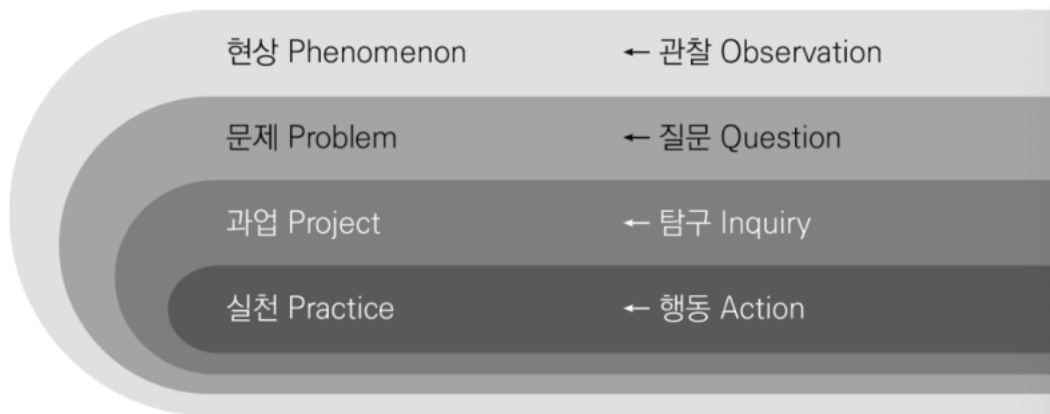 현상 Phenomenon ← 관찰 Observation
문제 Problem ← 질문 Question
과업 Project ← 탐구 Inquiry
실천 Practice ← 행동 Action